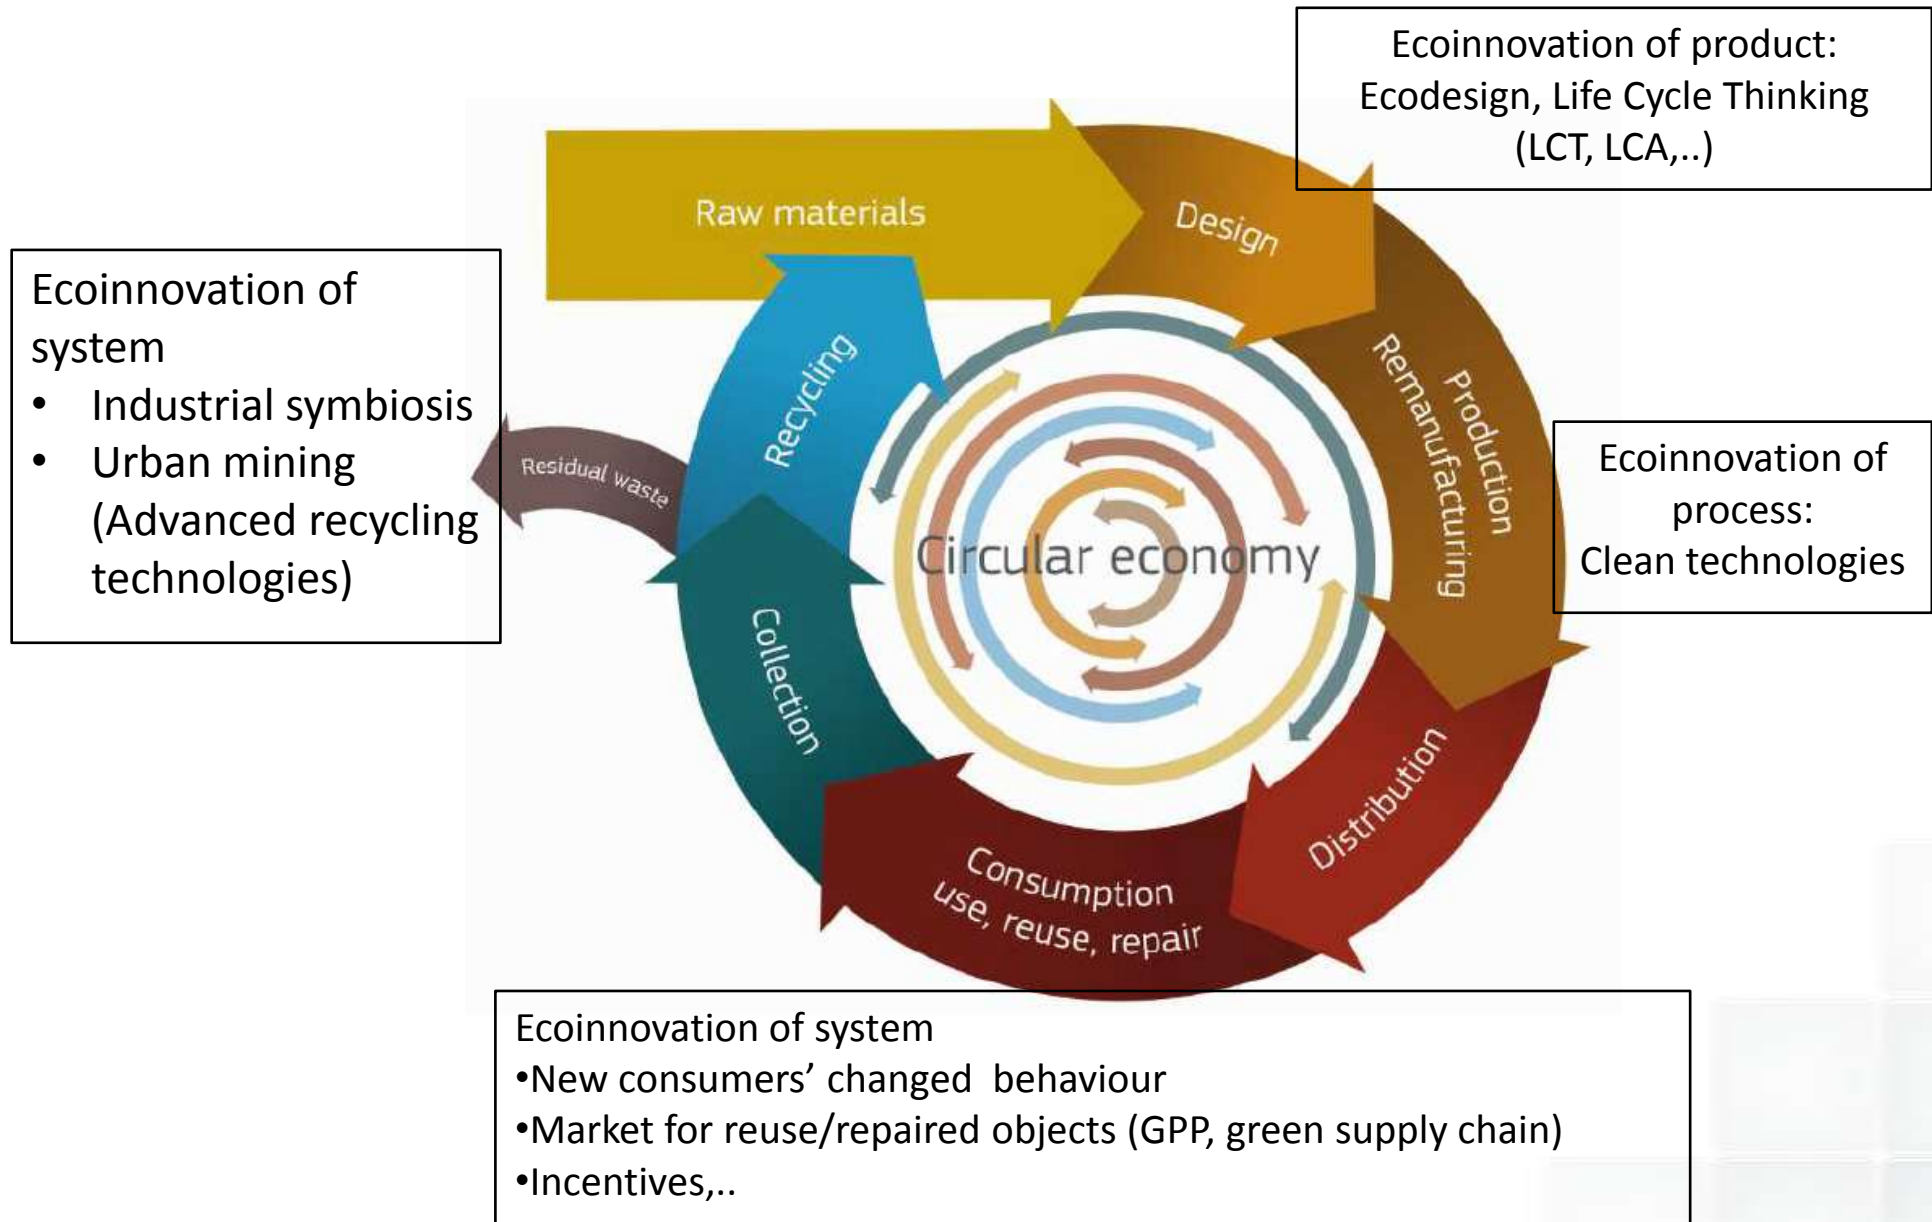 Ecoinnovation of product:
Ecodesign, Life Cycle Thinking
(LCT, LCA,..)
Raw materials
Design
Ecoinnovation of
system
• Industrial symbiosis
• Urban mining
(Advanced recycling
technologies)
Recycling
Residual waste
Production
Remanufacturing
Ecoinnovation of
process:
Clean technologies
Circular economy
Collection
Distribution
Consumption
use, reuse, repair
Ecoinnovation of system
•New consumers’ changed  behaviour
•Market for reuse/repaired objects (GPP, green supply chain)
•Incentives,..